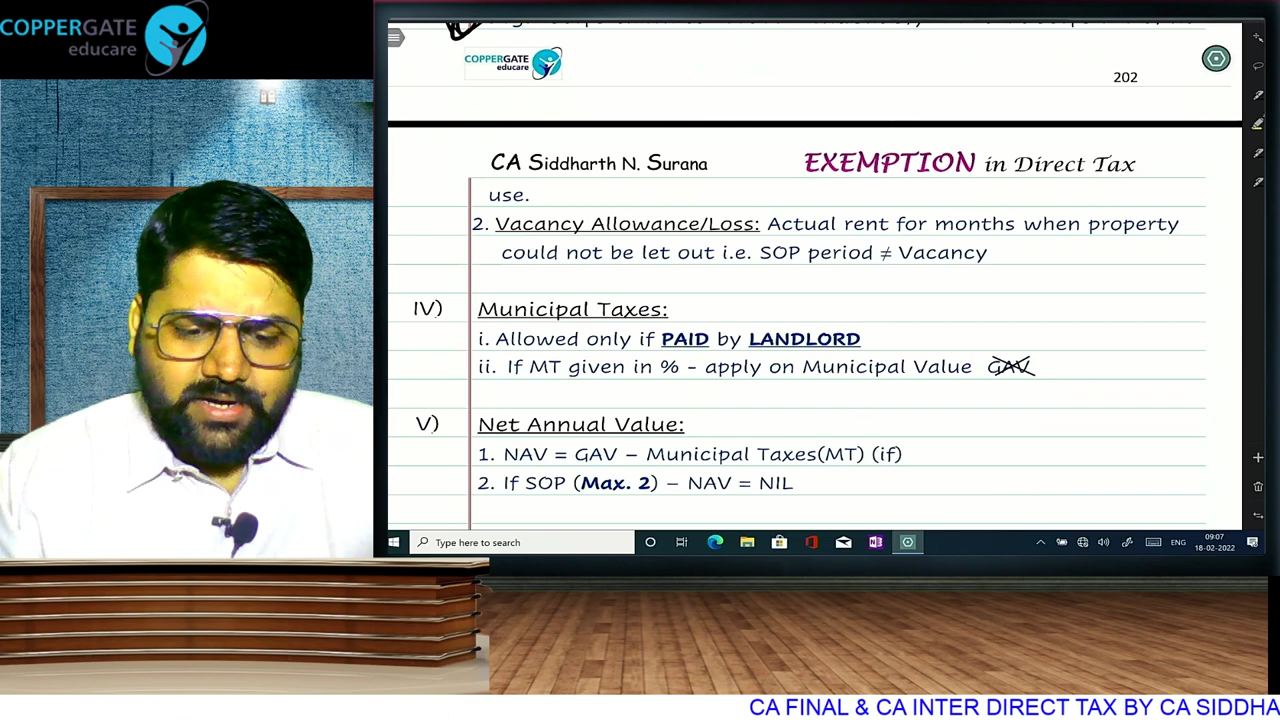 COPPERGATE
educare
COPPERGATE
educare
202
CA Siddharth N. Surana
EXEMPTION in Direct Tax
use.
2. Vacancy Allowance/Loss: Actual rent for months when property
could not be let out i.e. SOP period ≠ Vacancy
IV) Municipal Taxes:
i. Allowed only if PAID by LANDLORD
ii. If MT given in % - apply on Municipal Value GAV
V) Net Annual Value:
1. NAV = GAV – Municipal Taxes(MT) (if)
2. If SOP (Max. 2) – NAV = NIL
Type here to search
ENG
09:07
18-02-2022
CA FINAL & CA INTER DIRECT TAX BY CA SIDDHA